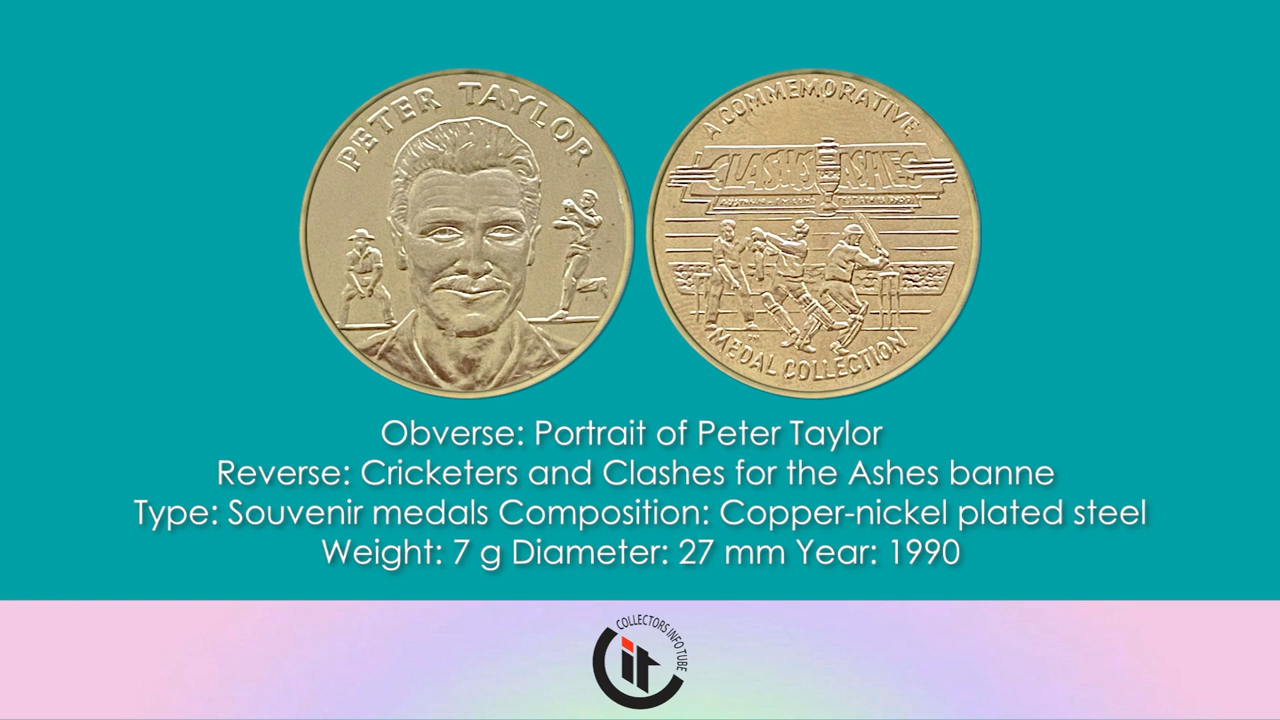 PETER TAYLOR
A COMMEMORATIVE
CLASHES ASHES
MEDAL COLLECTION
Obverse: Portrait of Peter Taylor
Reverse: Cricketers and Clashes for the Ashes banne
Type: Souvenir medals Composition: Copper-nickel plated steel
Weight: 7 g Diameter: 27 mm Year: 1990
COLLECTORS INFO TUBE
it